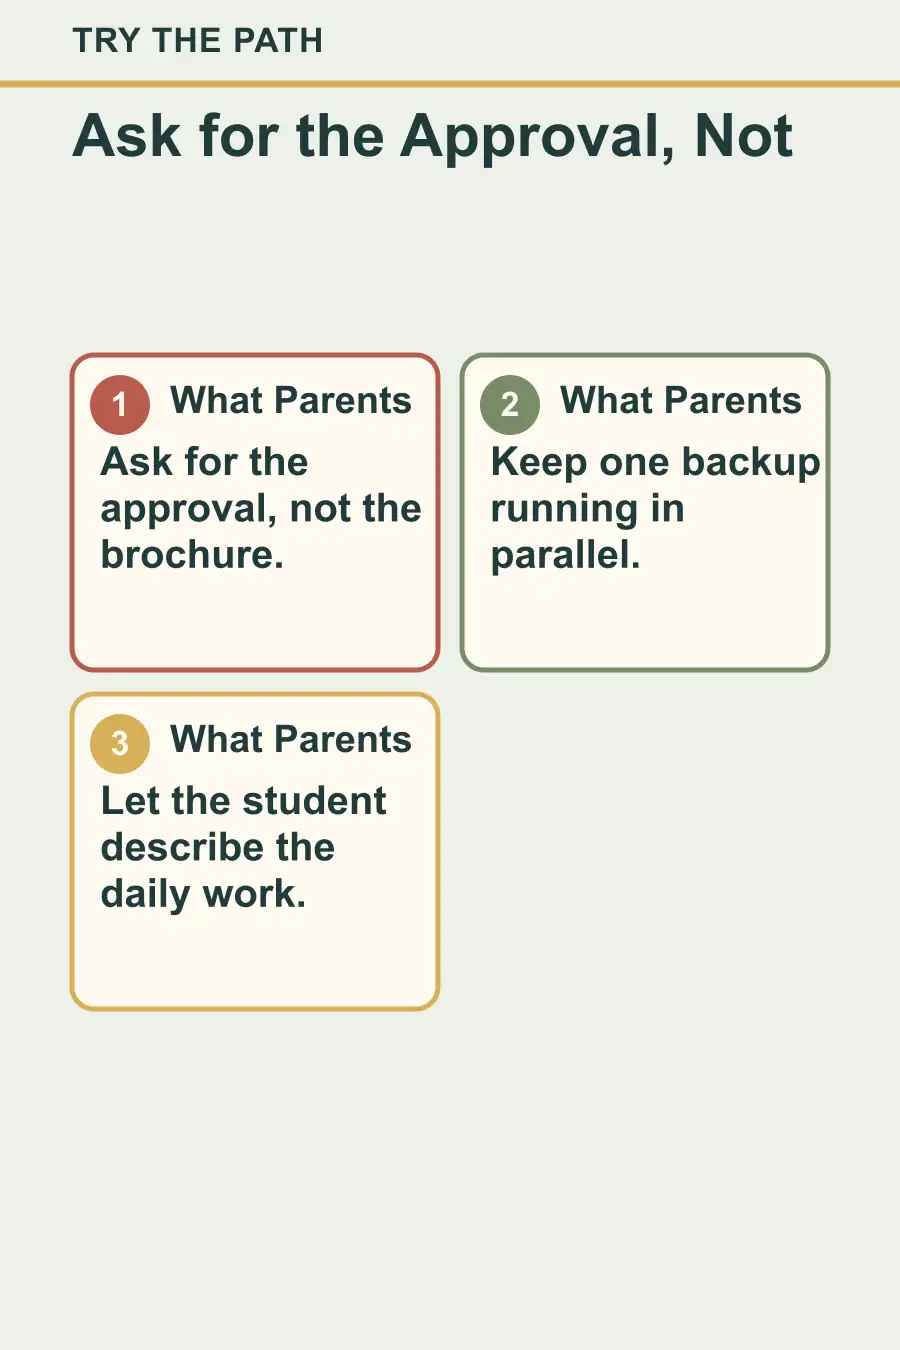 TRY THE PATH
Ask for the Approval, Not
1
What Parents
Ask for the
approval, not the
brochure.
2
What Parents
Keep one backup
running in
parallel.
3
What Parents
Let the student
describe the
daily work.